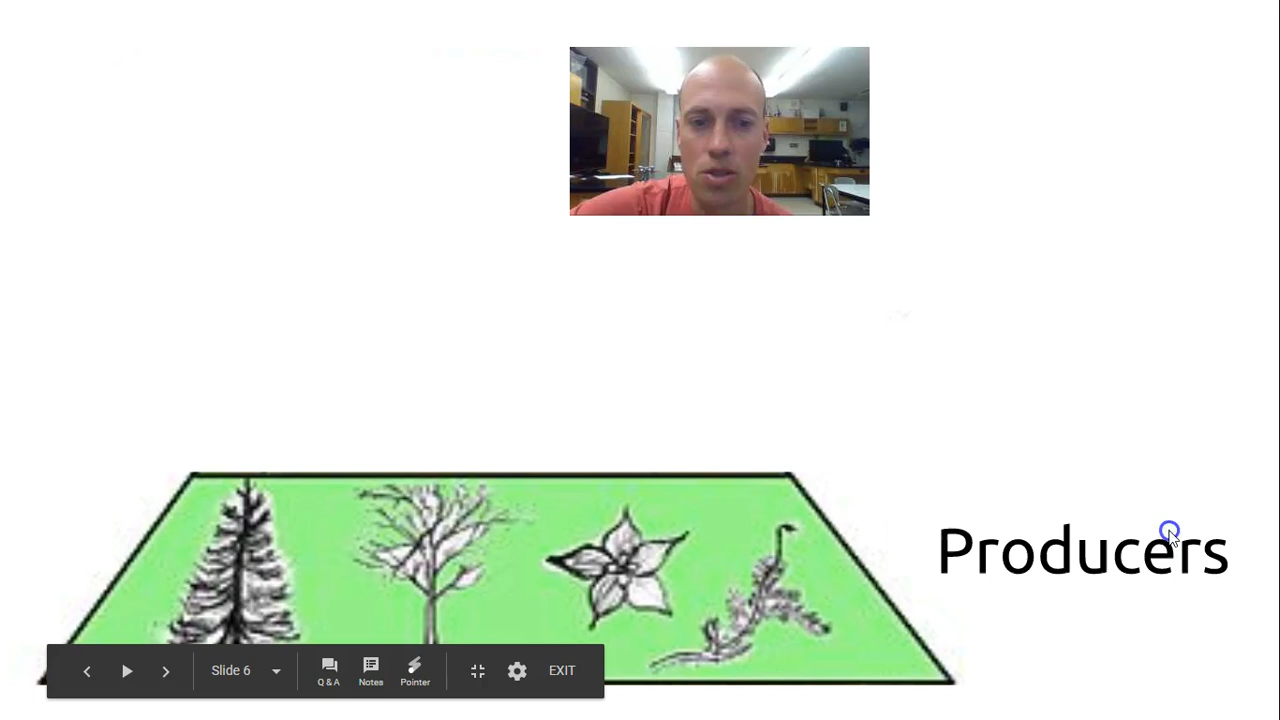 Producers
Slide 6
Q & A
Notes
Pointer
EXIT